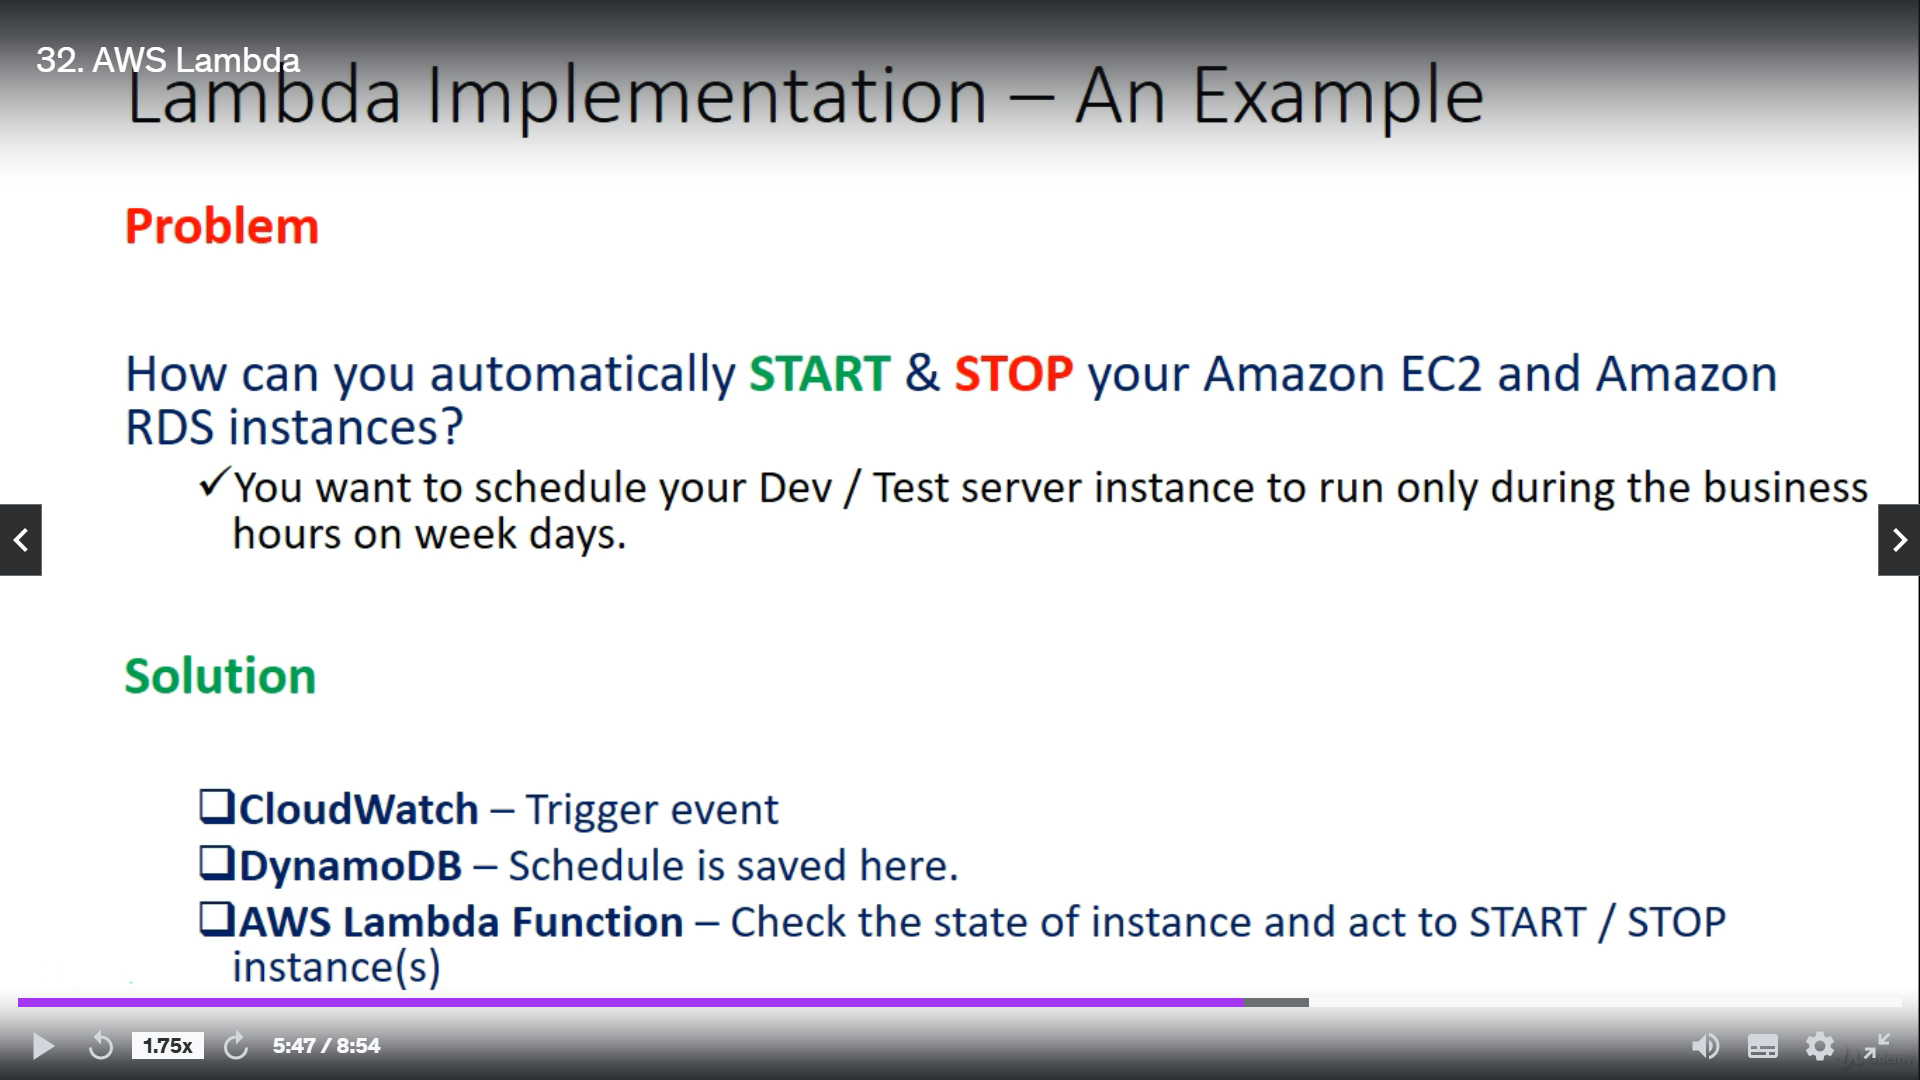 32. AWS Lambda
Lambda Implementation – An Example
Problem
How can you automatically START & STOP your Amazon EC2 and Amazon
RDS instances?
✓You want to schedule your Dev / Test server instance to run only during the business
hours on week days.
Solution
❑CloudWatch – Trigger event
❑DynamoDB – Schedule is saved here.
❑AWS Lambda Function – Check the state of instance and act to START / STOP
instance(s)
1.75x
5:47 / 8:54